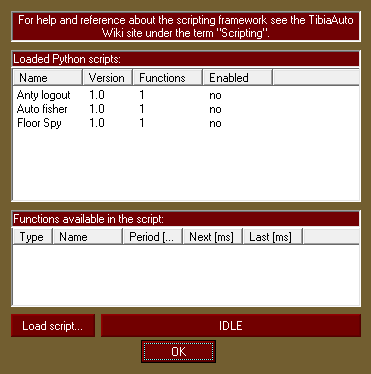 For help and reference about the scripting framework see the TibiaAuto
Wiki site under the term "Scripting".
Loaded Python scripts:
Name Version Functions Enabled
Anty logout 1.0 1 no
Auto fisher 1.0 1 no
Floor Spy 1.0 1 no
Functions available in the script:
Type Name Period [... Next [ms] Last [ms]
Load script... IDLE
OK